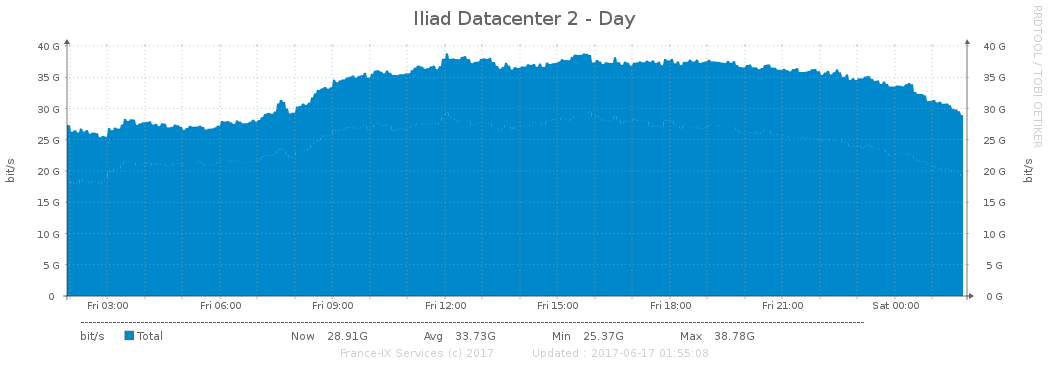 Iliad Datacenter 2 - Day
RRDTOOL / TOBI OETIKER
bit/s
40 G 40 G
35 G 35 G
30 G 30 G
25 G 25 G
20 G 20 G
15 G 15 G
10 G 10 G
5 G 5 G
0 0 G
bit/s
Fri 03:00 Fri 06:00 Fri 09:00 Fri 12:00 Fri 15:00 Fri 18:00 Fri 21:00 Sat 00:00
bit/s Total Now 28.91G Avg 33.73G Min 25.37G Max 38.78G
France-IX Services (c) 2017 Updated : 2017-06-17 01:55:08